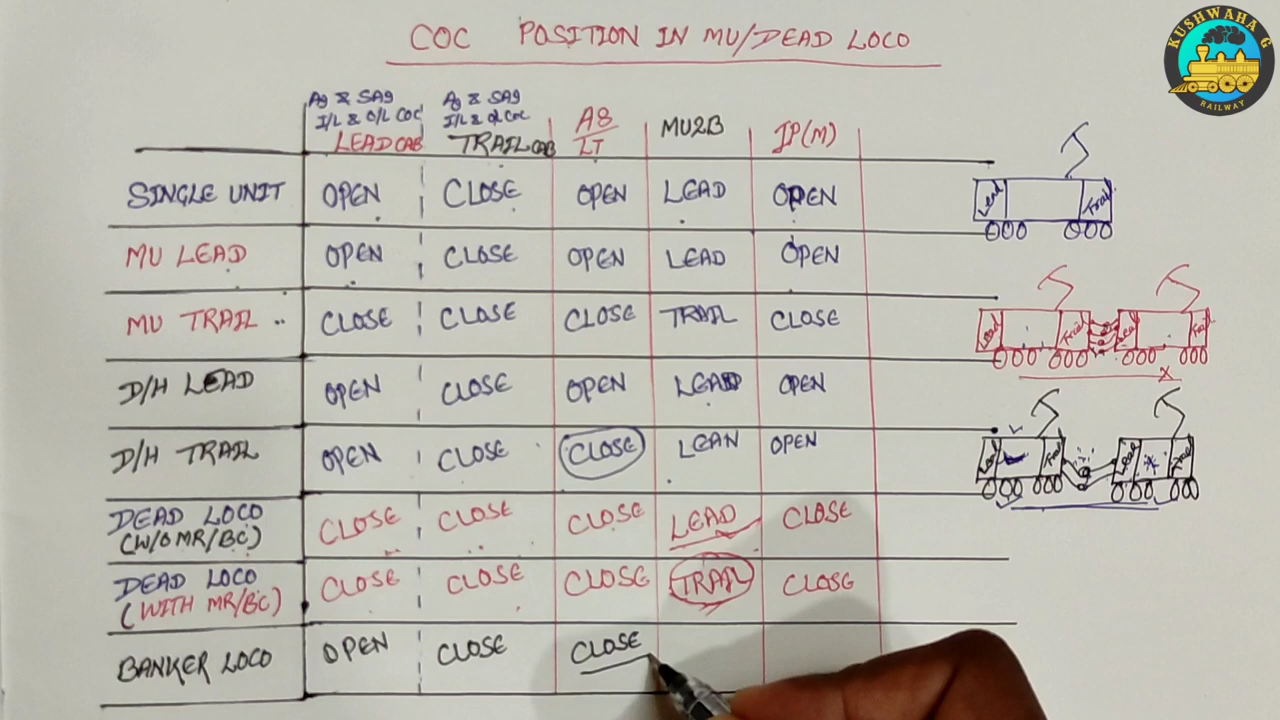 COC POSITION IN MU/DEAD LOCO
KUSHWAHA G
RAILWAY
A9 & SA9 A9 & SA9
I/L & O/L COC I/L & O/L COC A8 MU2B IP(M)
LEAD CAB TRAIL CAB LT
SINGLE UNIT OPEN CLOSE OPEN LEAD OPEN
MU LEAD OPEN CLOSE OPEN LEAD OPEN
MU TRAIL CLOSE CLOSE CLOSE TRAIL CLOSE
D/H LEAD OPEN CLOSE OPEN LEAD OPEN
D/H TRAIL OPEN CLOSE CLOSE LEAN OPEN
DEAD LOCO CLOSE CLOSE CLOSE LEAD CLOSE
(W/O MR/BC)
DEAD LOCO CLOSE CLOSE CLOSE TRAIL CLOSE
(WITH MR/BC)
BANKER LOCO OPEN CLOSE CLOSE
Lead Trail
Lead Trail Lead Trail
Lead Trail Lead Trail